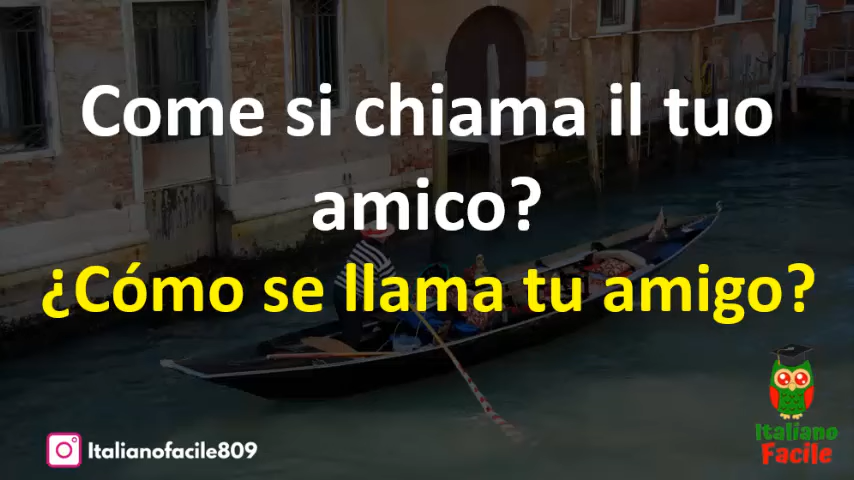 Come si chiama il tuo
amico?
¿Cómo se llama tu amigo?
Italianofacile809
Italiano
Facile